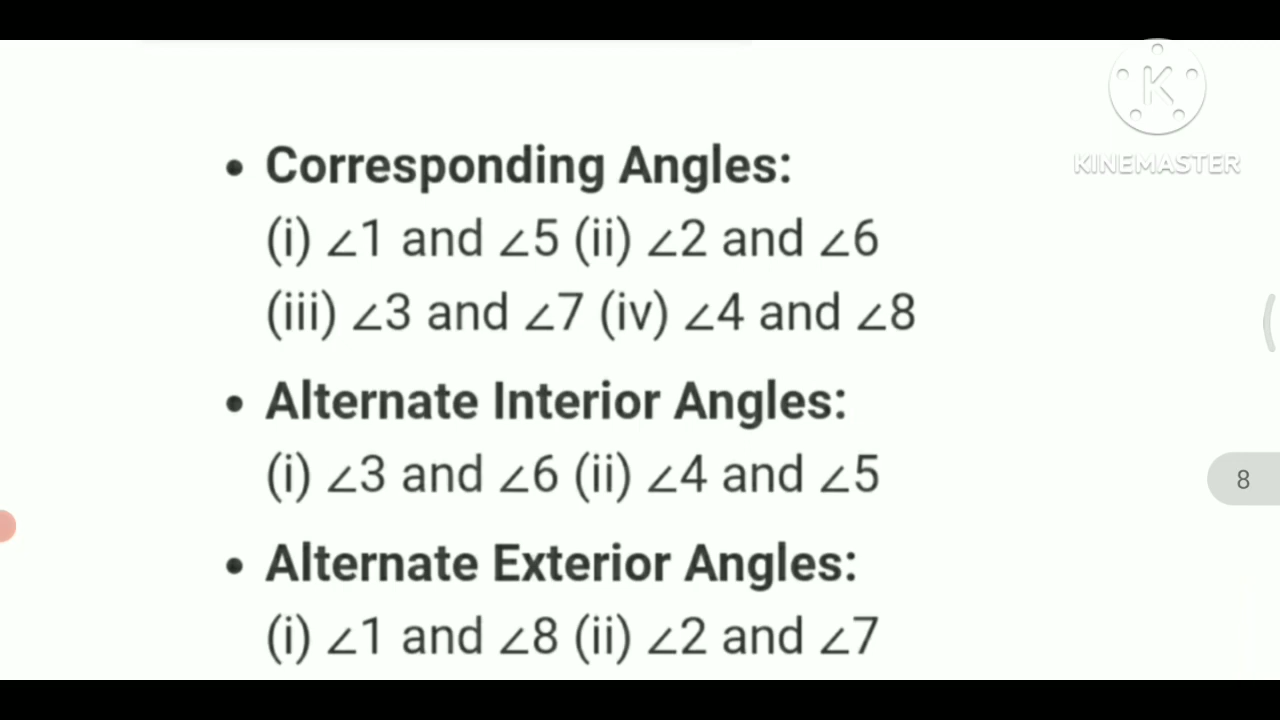 K
KINEMASTER
• Corresponding Angles:
(i) ∠1 and ∠5 (ii) ∠2 and ∠6
(iii) ∠3 and ∠7 (iv) ∠4 and ∠8
• Alternate Interior Angles:
(i) ∠3 and ∠6 (ii) ∠4 and ∠5
8
• Alternate Exterior Angles:
(i) ∠1 and ∠8 (ii) ∠2 and ∠7